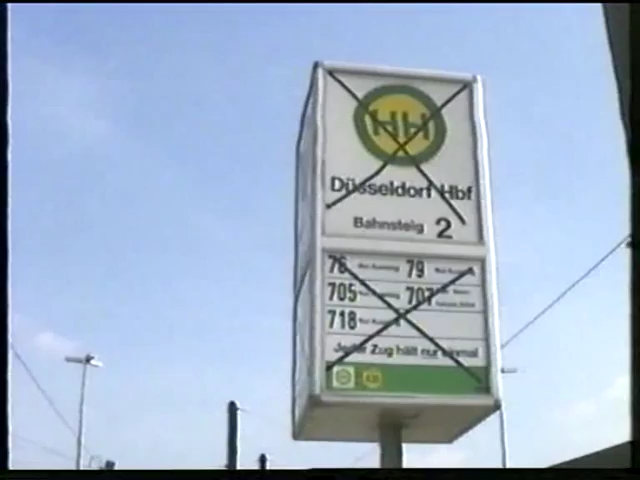 HH
Düsseldorf Hbf
Bahnsteig 2
76 79
705 707
718
Jeder Zug hält nur einmal